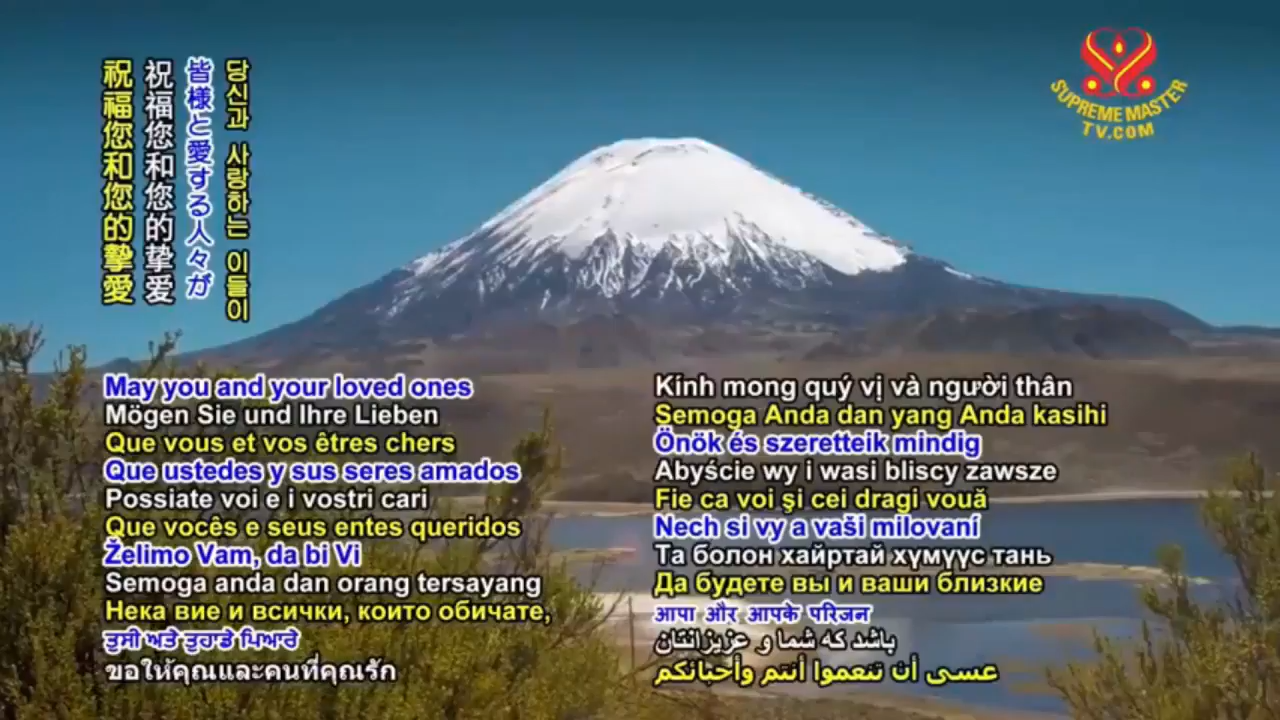 祝福您和您的摯愛
祝福您和您的挚爱
皆様と愛する人々が
당신과 사랑하는 이들이
SUPREME MASTER
TV.COM
May you and your loved ones
Mögen Sie und Ihre Lieben
Que vous et vos êtres chers
Que ustedes y sus seres amados
Possiate voi e i vostri cari
Que vocês e seus entes queridos
Želimo Vam, da bi Vi
Semoga anda dan orang tersayang
Нека вие и всички, които обичате,
ਤੁਸੀ ਅਤੇ ਤੁਹਾਡੇ ਪਿਆਰੇ
ขอให้คุณและคนที่คุณรัก
Kính mong quý vị và người thân
Semoga Anda dan yang Anda kasihi
Önök és szeretteik mindig
Abyście wy i wasi bliscy zawsze
Fie ca voi şi cei dragi vouă
Nech si vy a vaši milovaní
Та болон хайртай хүмүүс тань
Да будете вы и ваши близкие
आपा और आपके परिजन
باشد که شما و عزیزانتان
عسى أن تنعموا أنتم وأحبائكم